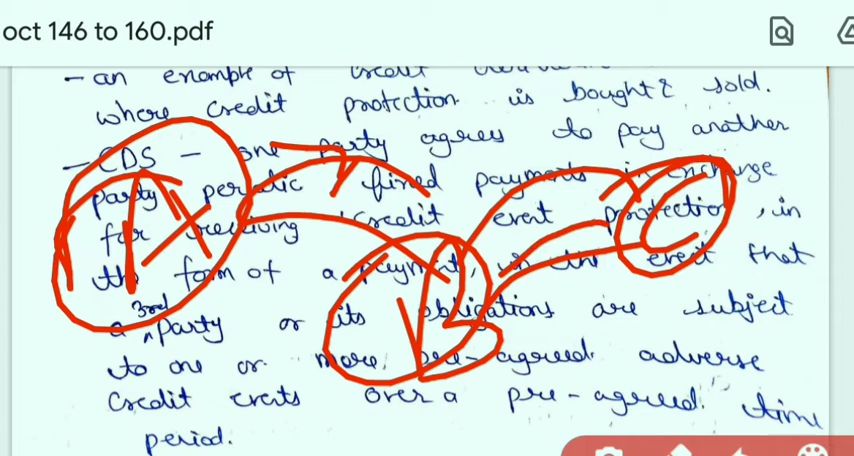 oct 146 to 160.pdf
- an example of credit
where credit protection is bought & sold.
- CDS - one party agrees to pay another
party periodic fixed payments in exchange
for receiving 'credit event protection, in
the form of a payment, in the event that
a 3rd party or its obligations are subject
to one or more, pre-agreed adverse
credit events over a pre-agreed time
period.
A
B
C